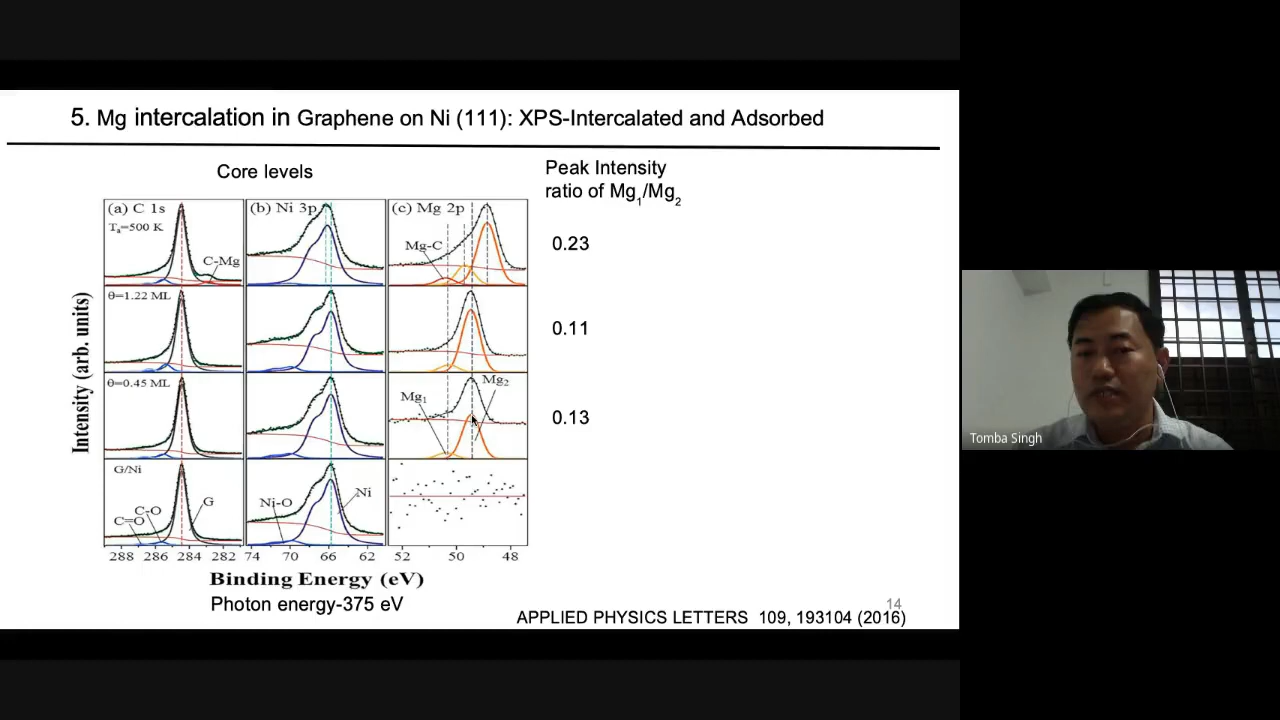 5. Mg intercalation in Graphene on Ni (111): XPS-Intercalated and Adsorbed
Core levels
Peak Intensity
ratio of Mg1/Mg2
(a) C 1s
(b) Ni 3p
(c) Mg 2p
Ta=500 K
C-Mg
Mg-C
0.23
θ=1.22 ML
0.11
θ=0.45 ML
Mg1
Mg2
0.13
G/Ni
C=O
C-O
G
Ni-O
Ni
Intensity (arb. units)
288 286 284 282 74 70 66 62 52 50 48
Binding Energy (eV)
Photon energy-375 eV
14
APPLIED PHYSICS LETTERS 109, 193104 (2016)
Tomba Singh